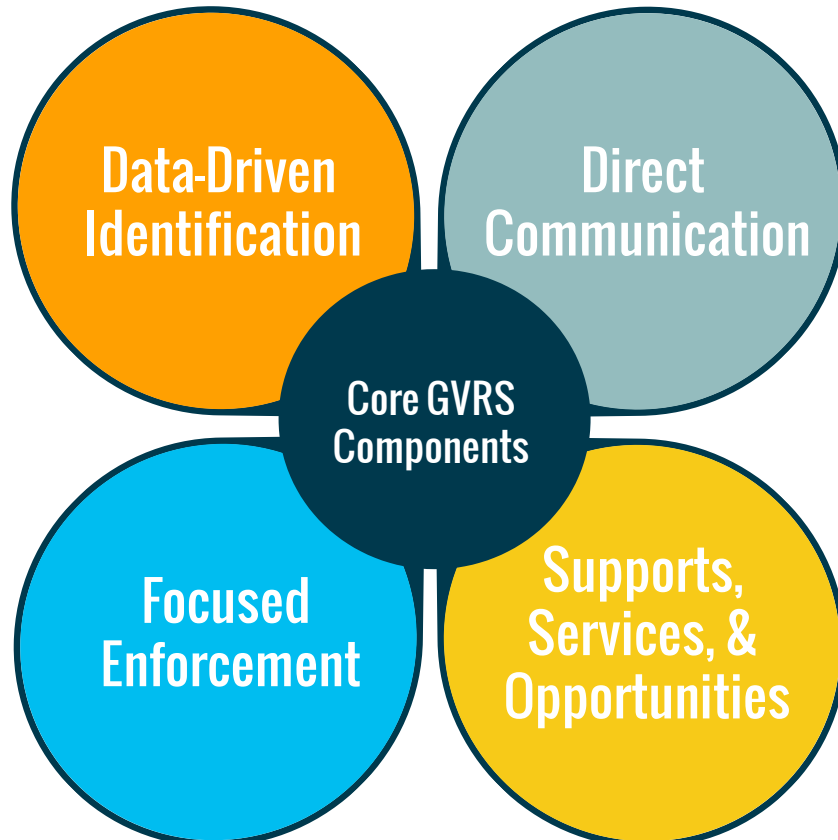 Data-Driven
Identification
Direct
Communication
Core GVRS
Components
Focused
Enforcement
Supports,
Services, &
Opportunities